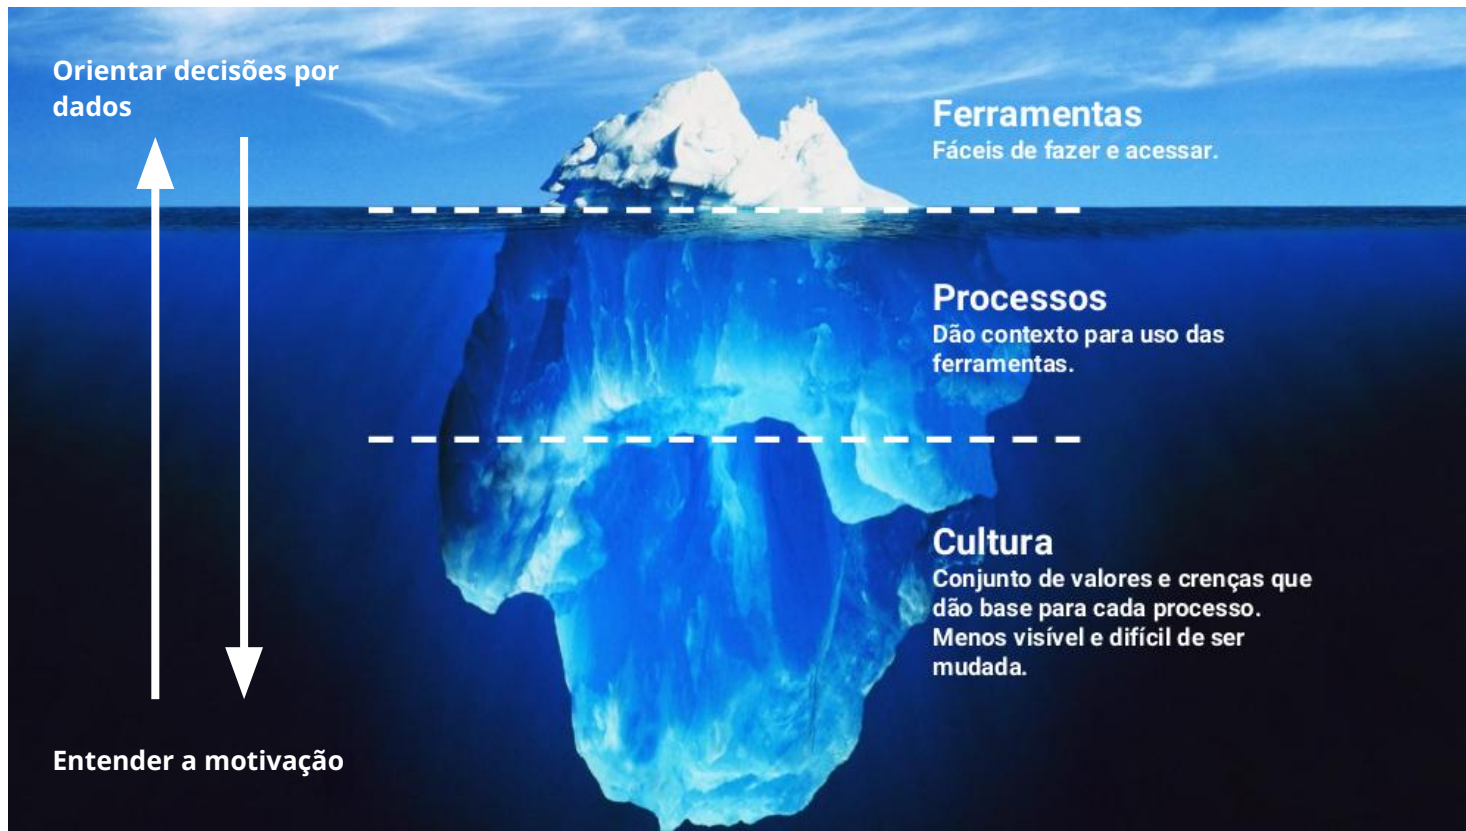 Orientar decisões por
dados
Ferramentas
Fáceis de fazer e acessar.
Processos
Dão contexto para uso das
ferramentas.
Cultura
Conjunto de valores e crenças que
dão base para cada processo.
Menos visível e difícil de ser
mudada.
Entender a motivação